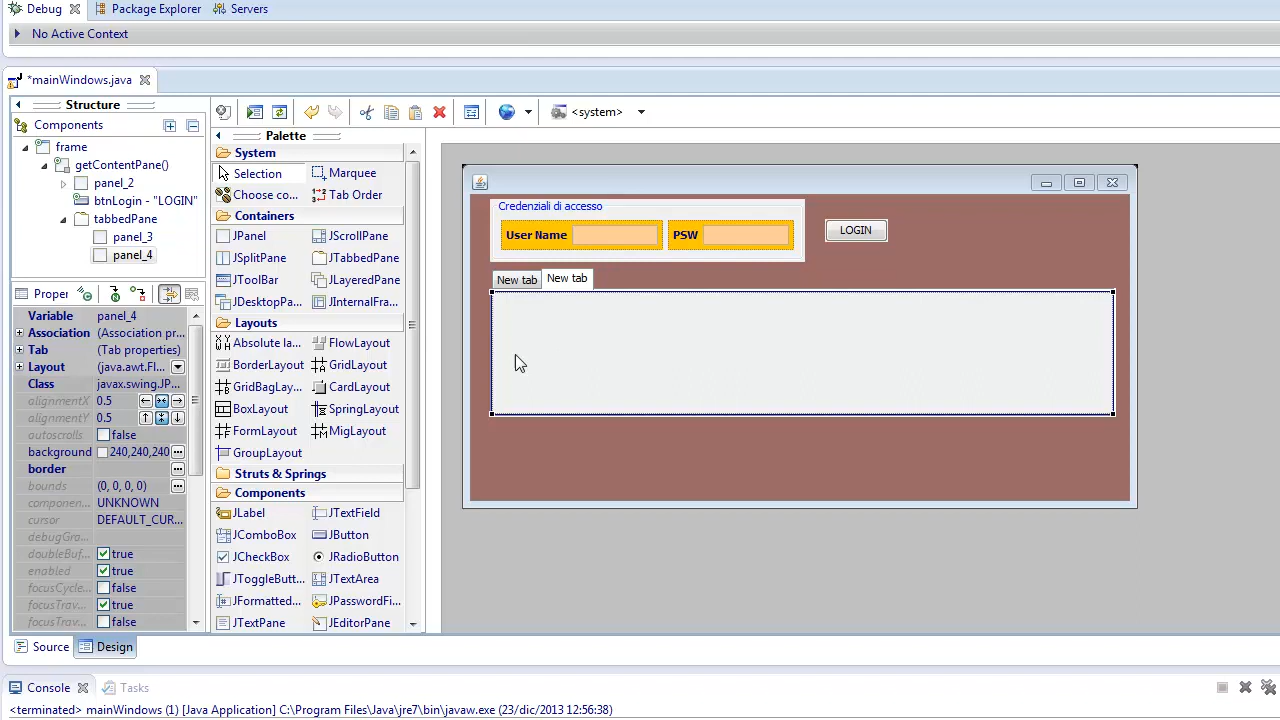 Debug Package Explorer Servers
No Active Context
*mainWindows.java
Structure
Components
frame
getContentPane()
panel_2
btnLogin - "LOGIN"
tabbedPane
panel_3
panel_4
Proper
Variable panel_4
Association (Association pr...
Tab (Tab properties)
Layout (java.awt.Fl...
Class javax.swing.JP...
alignmentX 0.5
alignmentY 0.5
autoscrolls false
background 240,240,240
border
bounds (0, 0, 0, 0)
componen... UNKNOWN
cursor DEFAULT_CUR...
debugGra...
doubleBuf... true
enabled true
focusCycle... false
focusTrav... true
focusTrav... false
Source Design
<system>
Palette
System
Selection Marquee
Choose co... Tab Order
Containers
JPanel JScrollPane
JSplitPane JTabbedPane
JToolBar JLayeredPane
JDesktopPa... JInternalFra...
Layouts
Absolute la... FlowLayout
BorderLayout GridLayout
GridBagLay... CardLayout
BoxLayout SpringLayout
FormLayout MigLayout
GroupLayout
Struts & Springs
Components
JLabel JTextField
JComboBox JButton
JCheckBox JRadioButton
JToggleButt... JTextArea
JFormatted... JPasswordFi...
JTextPane JEditorPane
Credenziali di accesso
User Name PSW LOGIN
New tab New tab
Console Tasks
<terminated> mainWindows (1) [Java Application] C:\Program Files\Java\jre7\bin\javaw.exe (23/dic/2013 12:56:38)